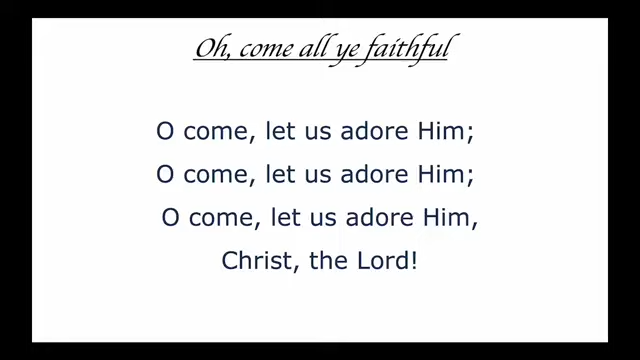 Oh, come all ye faithful
O come, let us adore Him;
O come, let us adore Him;
O come, let us adore Him,
Christ, the Lord!